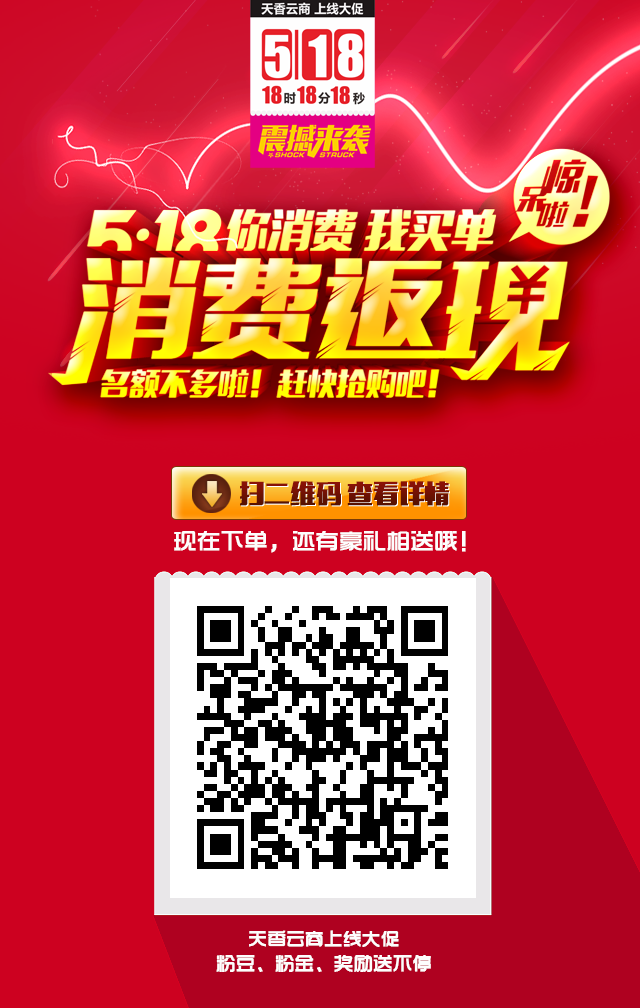 天香云商 上线大促
518
18时18分18秒
震撼来袭
SHOCK STRUCK
惊
呆啦!
5·18你消费 我买单
消费返现
名额不多啦! 赶快抢购吧!
扫二维码 查看详情
现在下单，还有豪礼相送哦!
天香云商上线大促
粉豆、粉金、奖励送不停